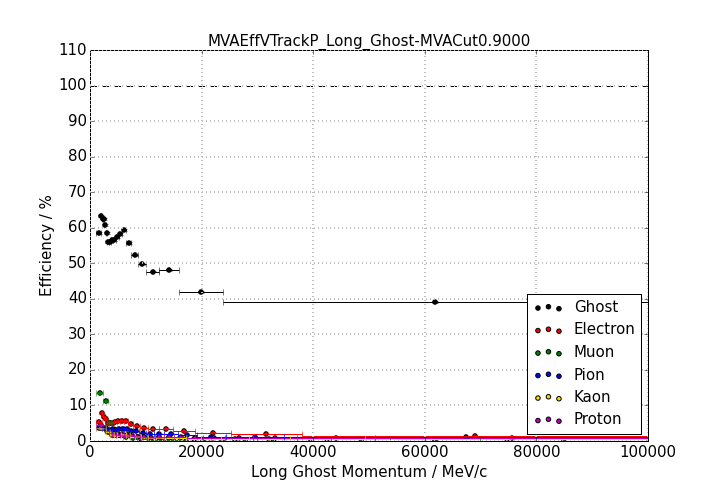 MVAEffVTrackP_Long_Ghost-MVACut0.9000
110
100
90
80
70
60
50
40
30
20
10
0
Efficiency / %
Ghost
Electron
Muon
Pion
Kaon
Proton
0 20000 40000 60000 80000 100000
Long Ghost Momentum / MeV/c